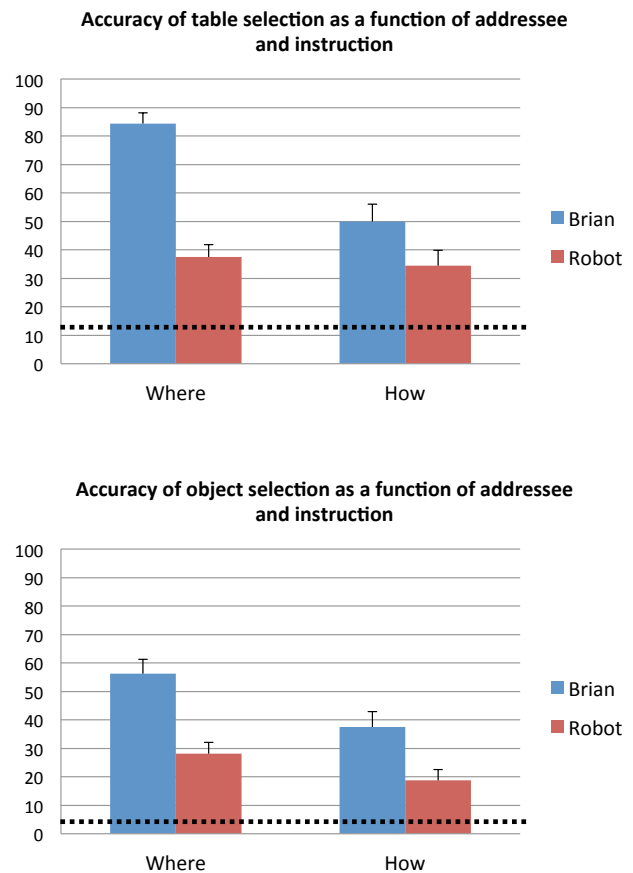 Accuracy of table selection as a function of addressee
and instruction
100
90
80
70
60
50
40
30
20
10
0
Where
How
Brian
Robot
Accuracy of object selection as a function of addressee
and instruction
100
90
80
70
60
50
40
30
20
10
0
Where
How
Brian
Robot